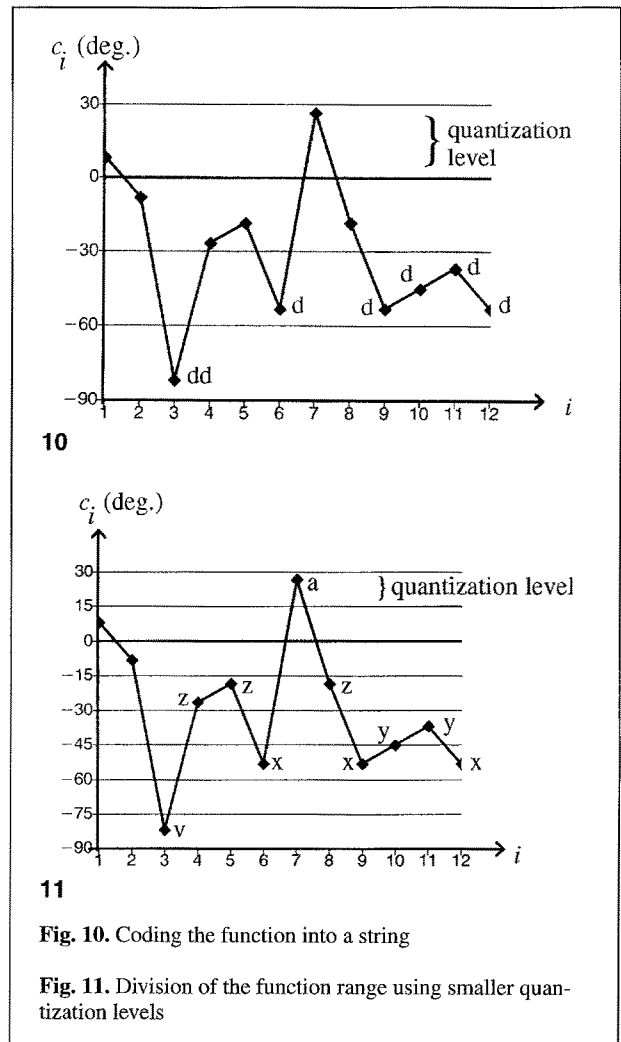 c_i (deg.)
30
} quantization
level
0
−30
d
d
d
d
d
−60
dd
−90
1 2 3 4 5 6 7 8 9 10 11 12
i
10
c_i (deg.)
30
a
} quantization level
15
0
−15
z
z
z
−30
y
y
−45
x
x
x
−60
−75
v
−90
1 2 3 4 5 6 7 8 9 10 11 12
i
11
Fig. 10. Coding the function into a string
Fig. 11. Division of the function range using smaller quan-
tization levels